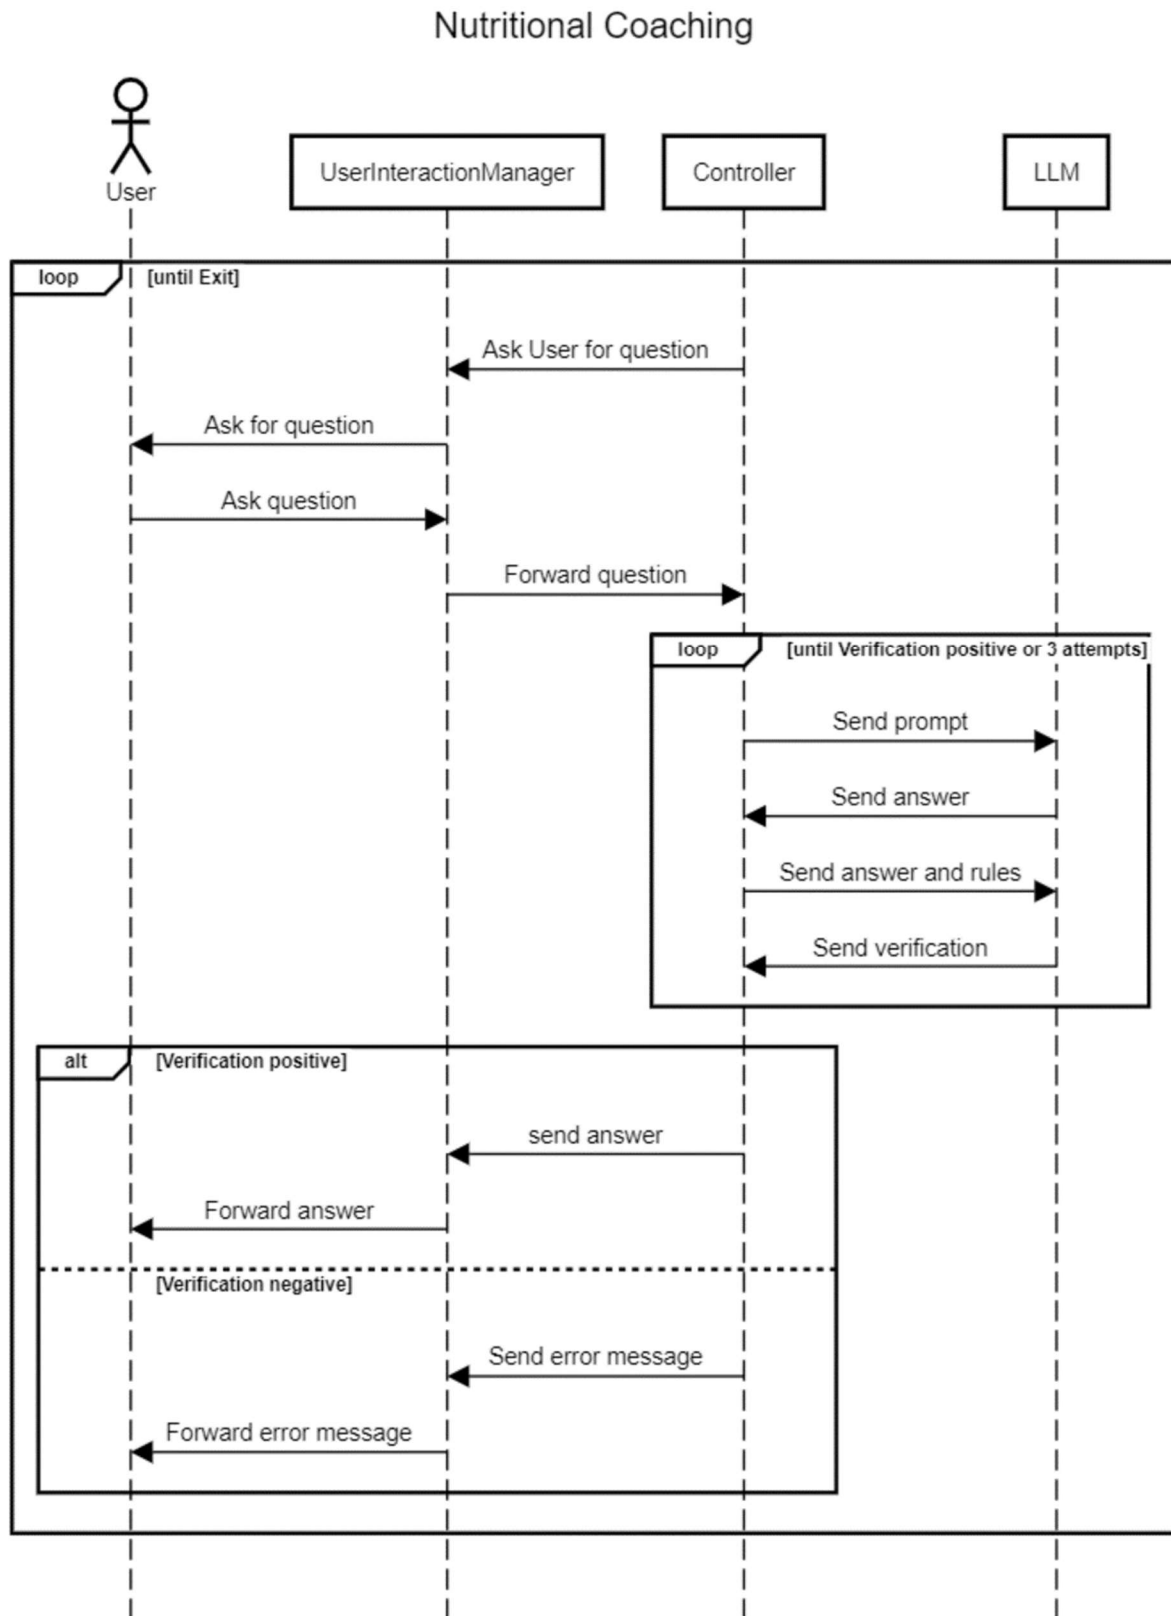 Nutritional Coaching
User
UserInteractionManager
Controller
LLM
loop
[until Exit]
Ask User for question
Ask for question
Ask question
Forward question
loop
[until Verification positive or 3 attempts]
Send prompt
Send answer
Send answer and rules
Send verification
alt
[Verification positive]
send answer
Forward answer
[Verification negative]
Send error message
Forward error message